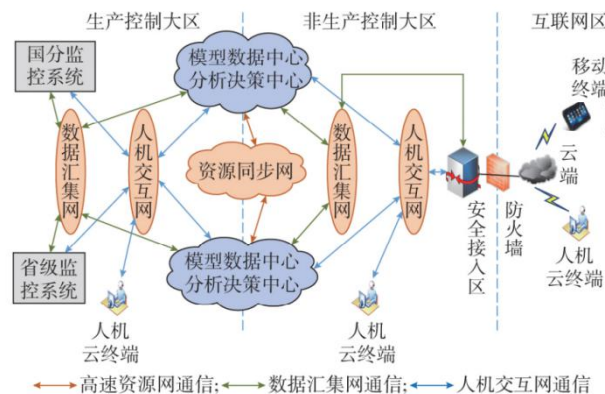 生产控制大区
非生产控制大区
互联网区
国分监
控系统
模型数据中心
分析决策中心
移动
终端
数据汇集网
人机交互网
资源同步网
数据汇集网
人机交互网
云
端
安全接入区
防火墙
省级监
控系统
模型数据中心
分析决策中心
人机
云终端
人机
云终端
人机
云终端
高速资源网通信;
数据汇集网通信;
人机交互网通信